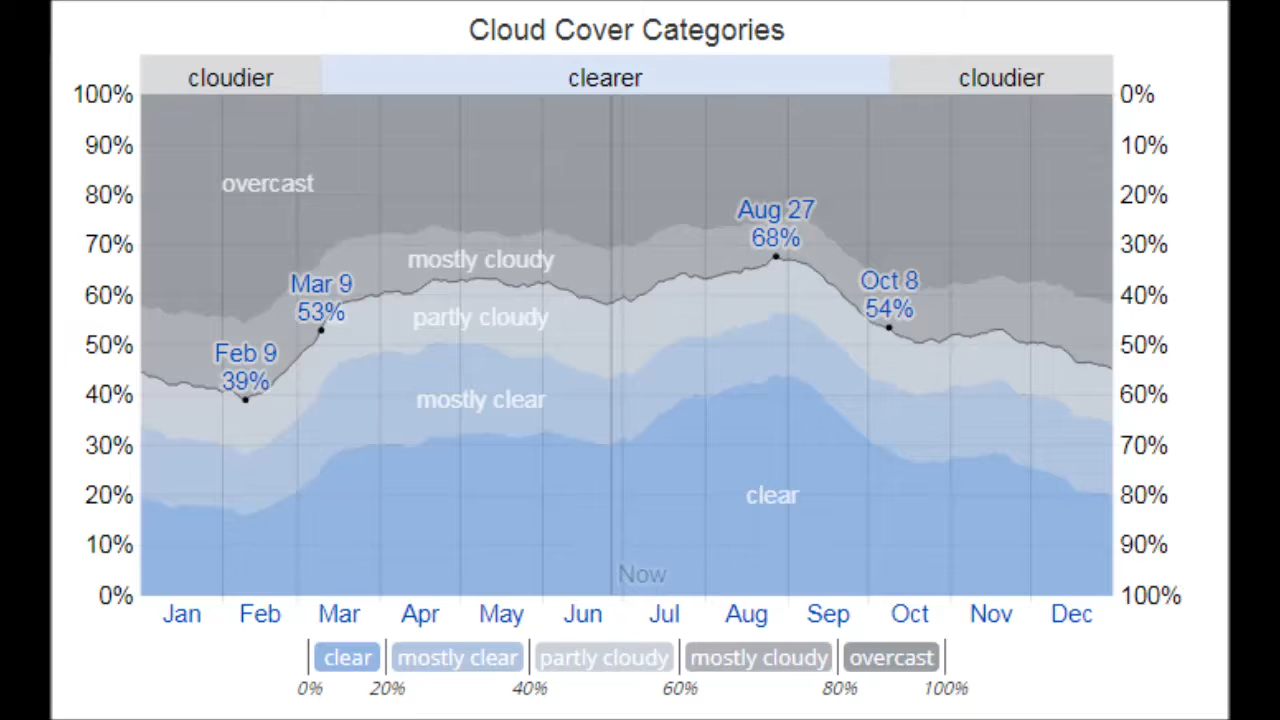 Cloud Cover Categories
cloudier clearer cloudier
100% 0%
90% 10%
overcast
80% 20%
Aug 27
68%
70% 30%
mostly cloudy
Mar 9
53%
Oct 8
54%
60% 40%
partly cloudy
50% 50%
Feb 9
39%
40% 60%
mostly clear
30% 70%
20% 80%
clear
10% 90%
Now
0% 100%
Jan Feb Mar Apr May Jun Jul Aug Sep Oct Nov Dec
clear mostly clear partly cloudy mostly cloudy overcast
0% 20% 40% 60% 80% 100%